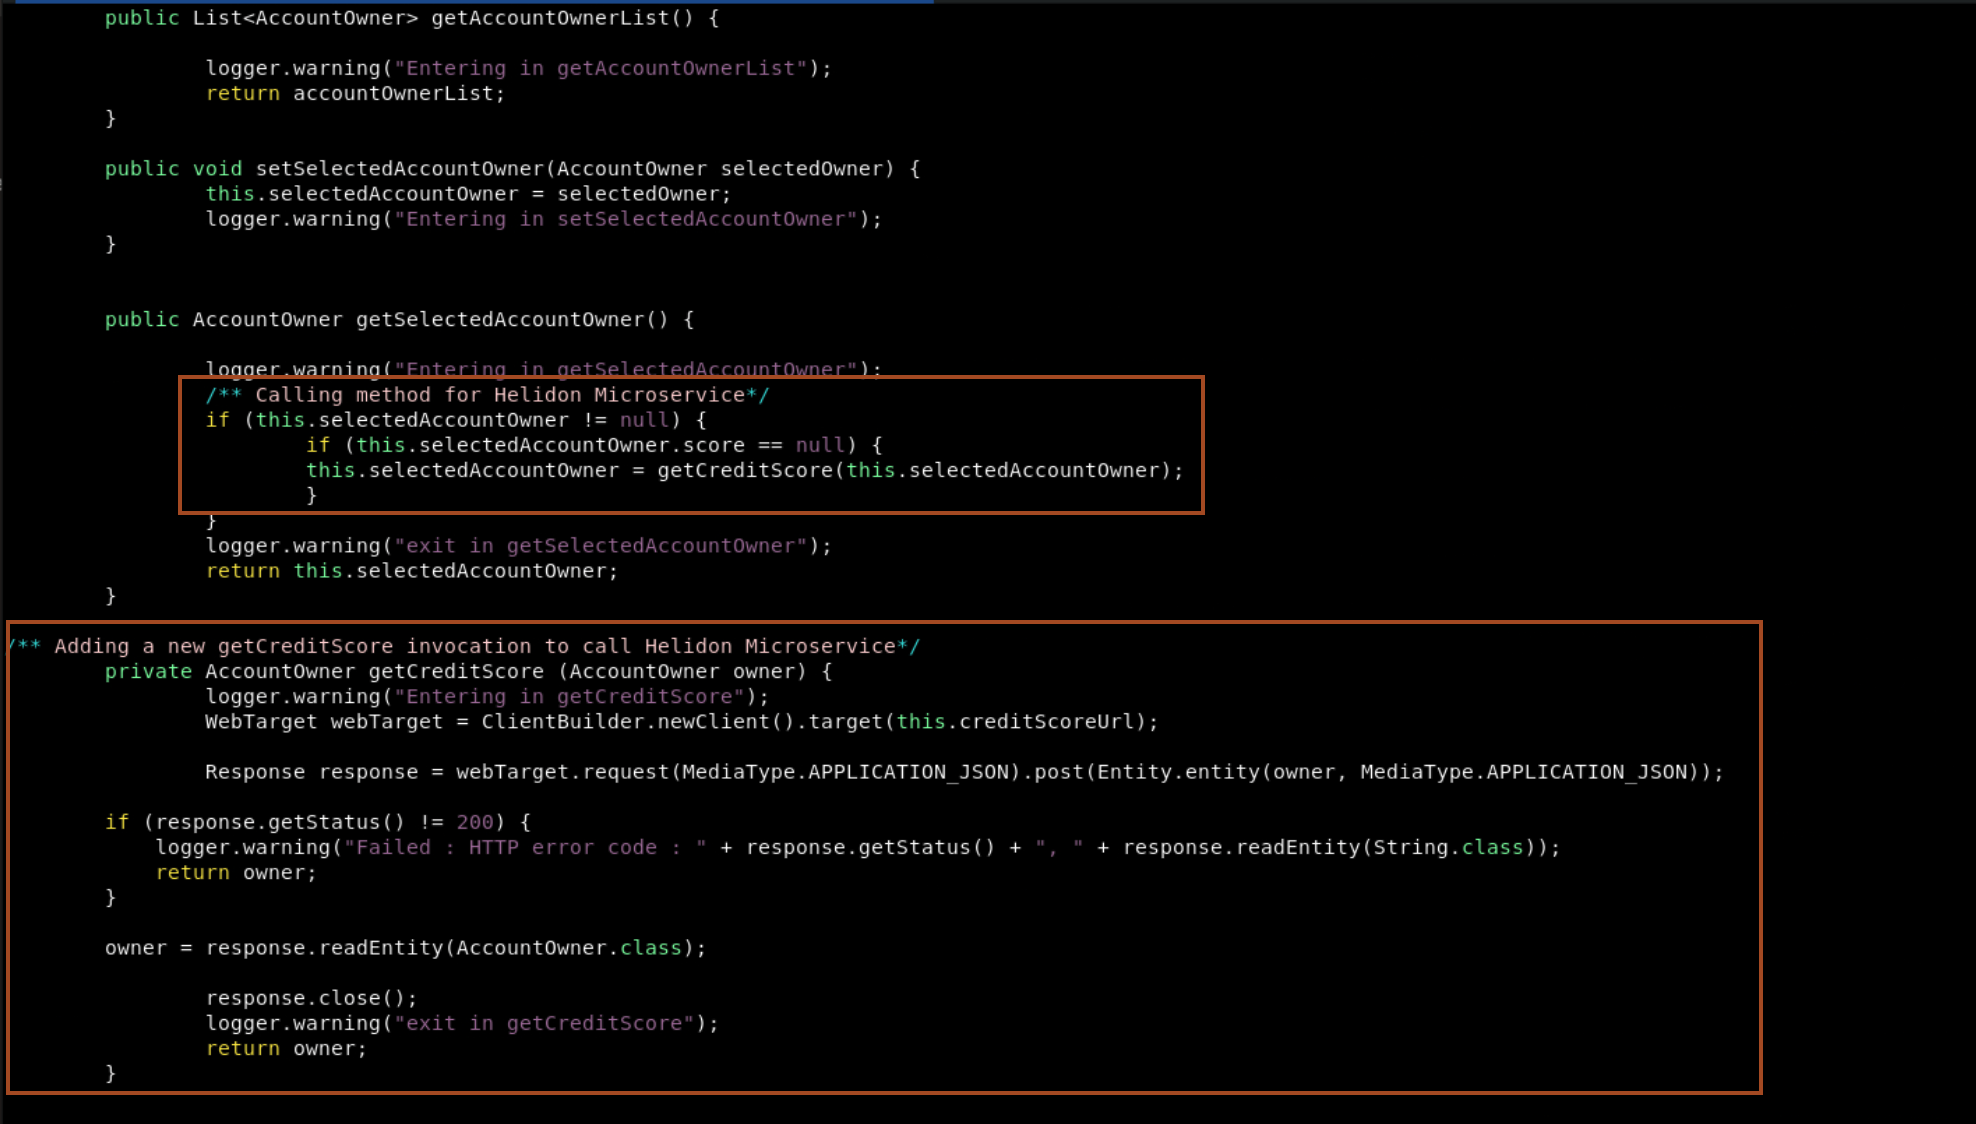 public List<AccountOwner> getAccountOwnerList() {
logger.warning("Entering in getAccountOwnerList");
return accountOwnerList;
}
public void setSelectedAccountOwner(AccountOwner selectedOwner) {
this.selectedAccountOwner = selectedOwner;
logger.warning("Entering in setSelectedAccountOwner");
}
public AccountOwner getSelectedAccountOwner() {
logger.warning("Entering in getSelectedAccountOwner");
/** Calling method for Helidon Microservice*/
if (this.selectedAccountOwner != null) {
if (this.selectedAccountOwner.score == null) {
this.selectedAccountOwner = getCreditScore(this.selectedAccountOwner);
}
}
logger.warning("exit in getSelectedAccountOwner");
return this.selectedAccountOwner;
}
/** Adding a new getCreditScore invocation to call Helidon Microservice*/
private AccountOwner getCreditScore (AccountOwner owner) {
logger.warning("Entering in getCreditScore");
WebTarget webTarget = ClientBuilder.newClient().target(this.creditScoreUrl);
Response response = webTarget.request(MediaType.APPLICATION_JSON).post(Entity.entity(owner, MediaType.APPLICATION_JSON));
if (response.getStatus() != 200) {
logger.warning("Failed : HTTP error code : " + response.getStatus() + ", " + response.readEntity(String.class));
return owner;
}
owner = response.readEntity(AccountOwner.class);
response.close();
logger.warning("exit in getCreditScore");
return owner;
}